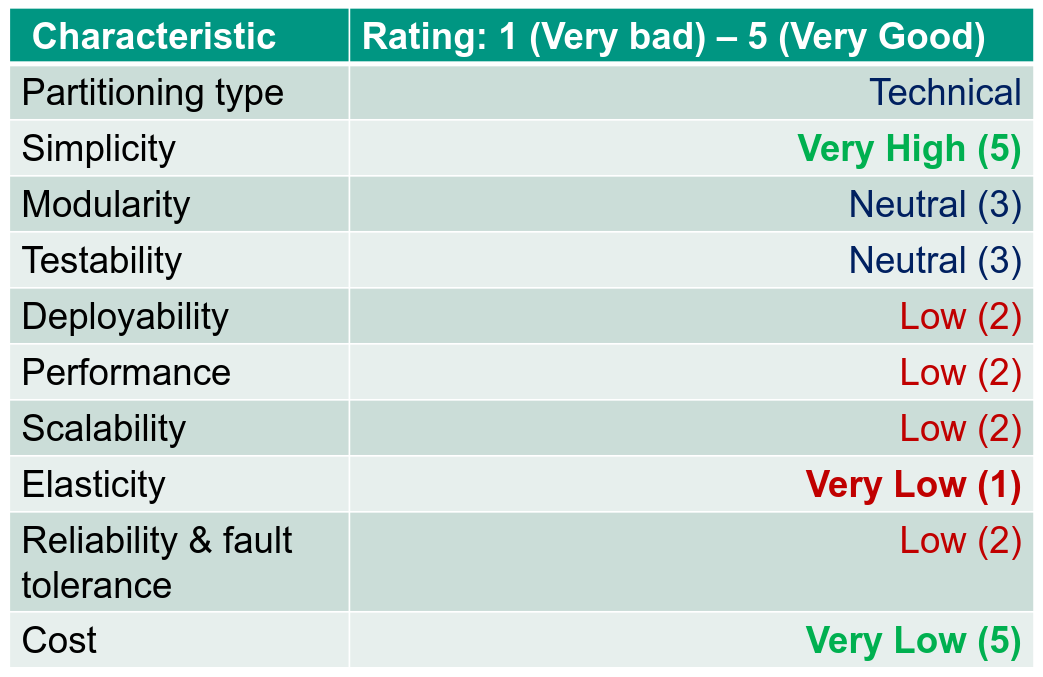 Characteristic Rating: 1 (Very bad) – 5 (Very Good)
Partitioning type Technical
Simplicity Very High (5)
Modularity Neutral (3)
Testability Neutral (3)
Deployability Low (2)
Performance Low (2)
Scalability Low (2)
Elasticity Very Low (1)
Reliability & fault Low (2)
tolerance
Cost Very Low (5)